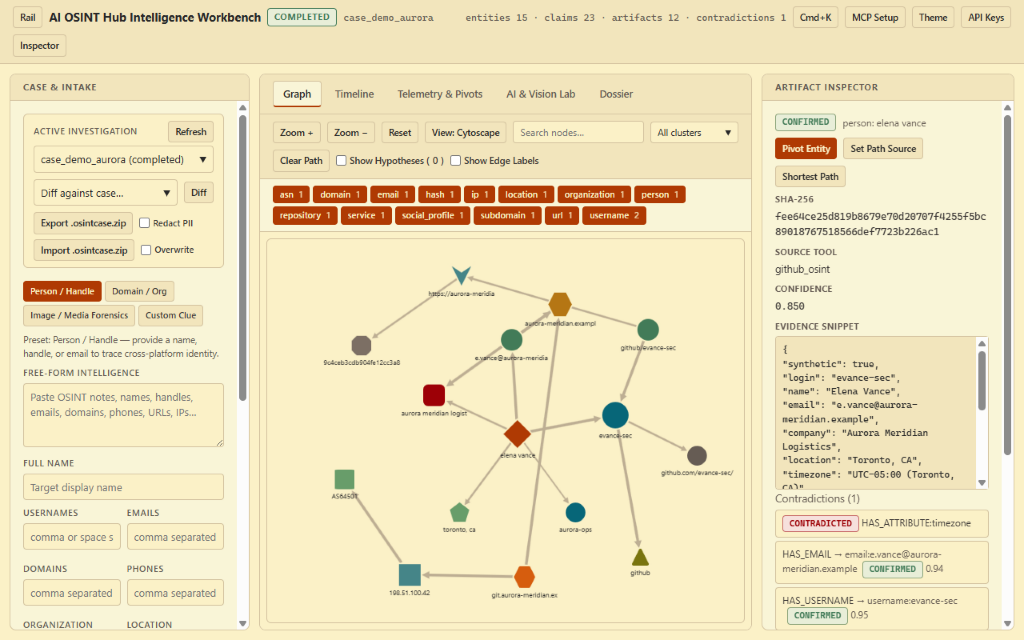 Rail
AI OSINT Hub Intelligence Workbench
COMPLETED
case_demo_aurora
entities 15 · claims 23 · artifacts 12 · contradictions 1
Cmd+K
MCP Setup
Theme
API Keys
Inspector
CASE & INTAKE
ACTIVE INVESTIGATION
Refresh
case_demo_aurora (completed)
Diff against case...
Diff
Export .osintcase.zip
Redact PII
Import .osintcase.zip
Overwrite
Person / Handle
Domain / Org
Image / Media Forensics
Custom Clue
Preset: Person / Handle — provide a name,
handle, or email to trace cross-platform identity.
FREE-FORM INTELLIGENCE
Paste OSINT notes, names, handles,
emails, domains, phones, URLs, IPs...
FULL NAME
Target display name
USERNAMES
EMAILS
comma or space s
comma separated
DOMAINS
PHONES
comma separated
comma separated
ORGANIZATION
LOCATION
Graph
Timeline
Telemetry & Pivots
AI & Vision Lab
Dossier
Zoom +
Zoom −
Reset
View: Cytoscape
Search nodes...
All clusters
Clear Path
Show Hypotheses ( 0 )
Show Edge Labels
asn 1
domain 1
email 1
hash 1
ip 1
location 1
organization 1
person 1
repository 1
service 1
social_profile 1
subdomain 1
url 1
username 2
https://aurora-meridia
aurora-meridian.exampl
9c4ceb3cdb904fe12cc3a8
e.vance@aurora-meridia
github:evance-sec
aurora meridian logist
evance-sec
elena vance
github.com/evance-sec/
toronto, ca
aurora-ops
github
198.51.100.42
git.aurora-meridian.ex
ARTIFACT INSPECTOR
CONFIRMED
person: elena vance
Pivot Entity
Set Path Source
Shortest Path
SHA-256
fee64ce25d819b8679e70d20707f4255f5bc
89018767518566def7723b226ac1
SOURCE TOOL
github_osint
CONFIDENCE
0.850
EVIDENCE SNIPPET
{
"synthetic": true,
"login": "evance-sec",
"name": "Elena Vance",
"email": "e.vance@aurora-
meridian.example",
"company": "Aurora Meridian
Logistics",
"location": "Toronto, CA",
"timezone": "UTC-05:00 (Toronto,
CA)"
Contradictions (1)
CONTRADICTED HAS_ATTRIBUTE:timezone
HAS_EMAIL → email:e.vance@aurora-
meridian.example CONFIRMED 0.94
HAS_USERNAME → username:evance-sec
CONFIRMED 0.95